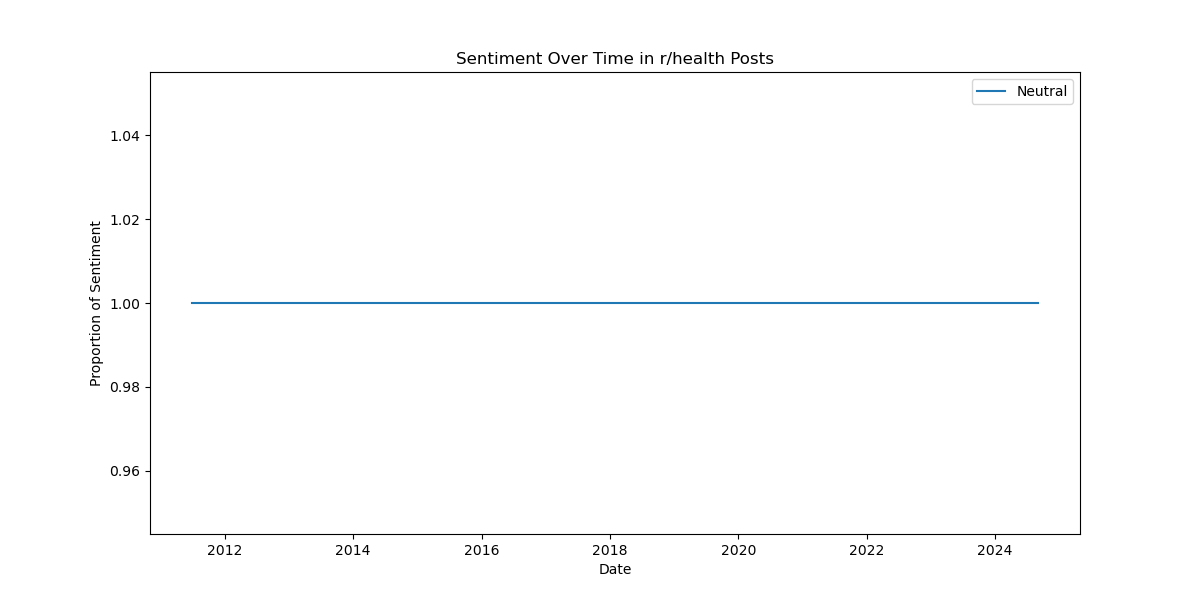 Sentiment Over Time in r/health Posts
Neutral
Proportion of Sentiment
1.04
1.02
1.00
0.98
0.96
2012 2014 2016 2018 2020 2022 2024
Date